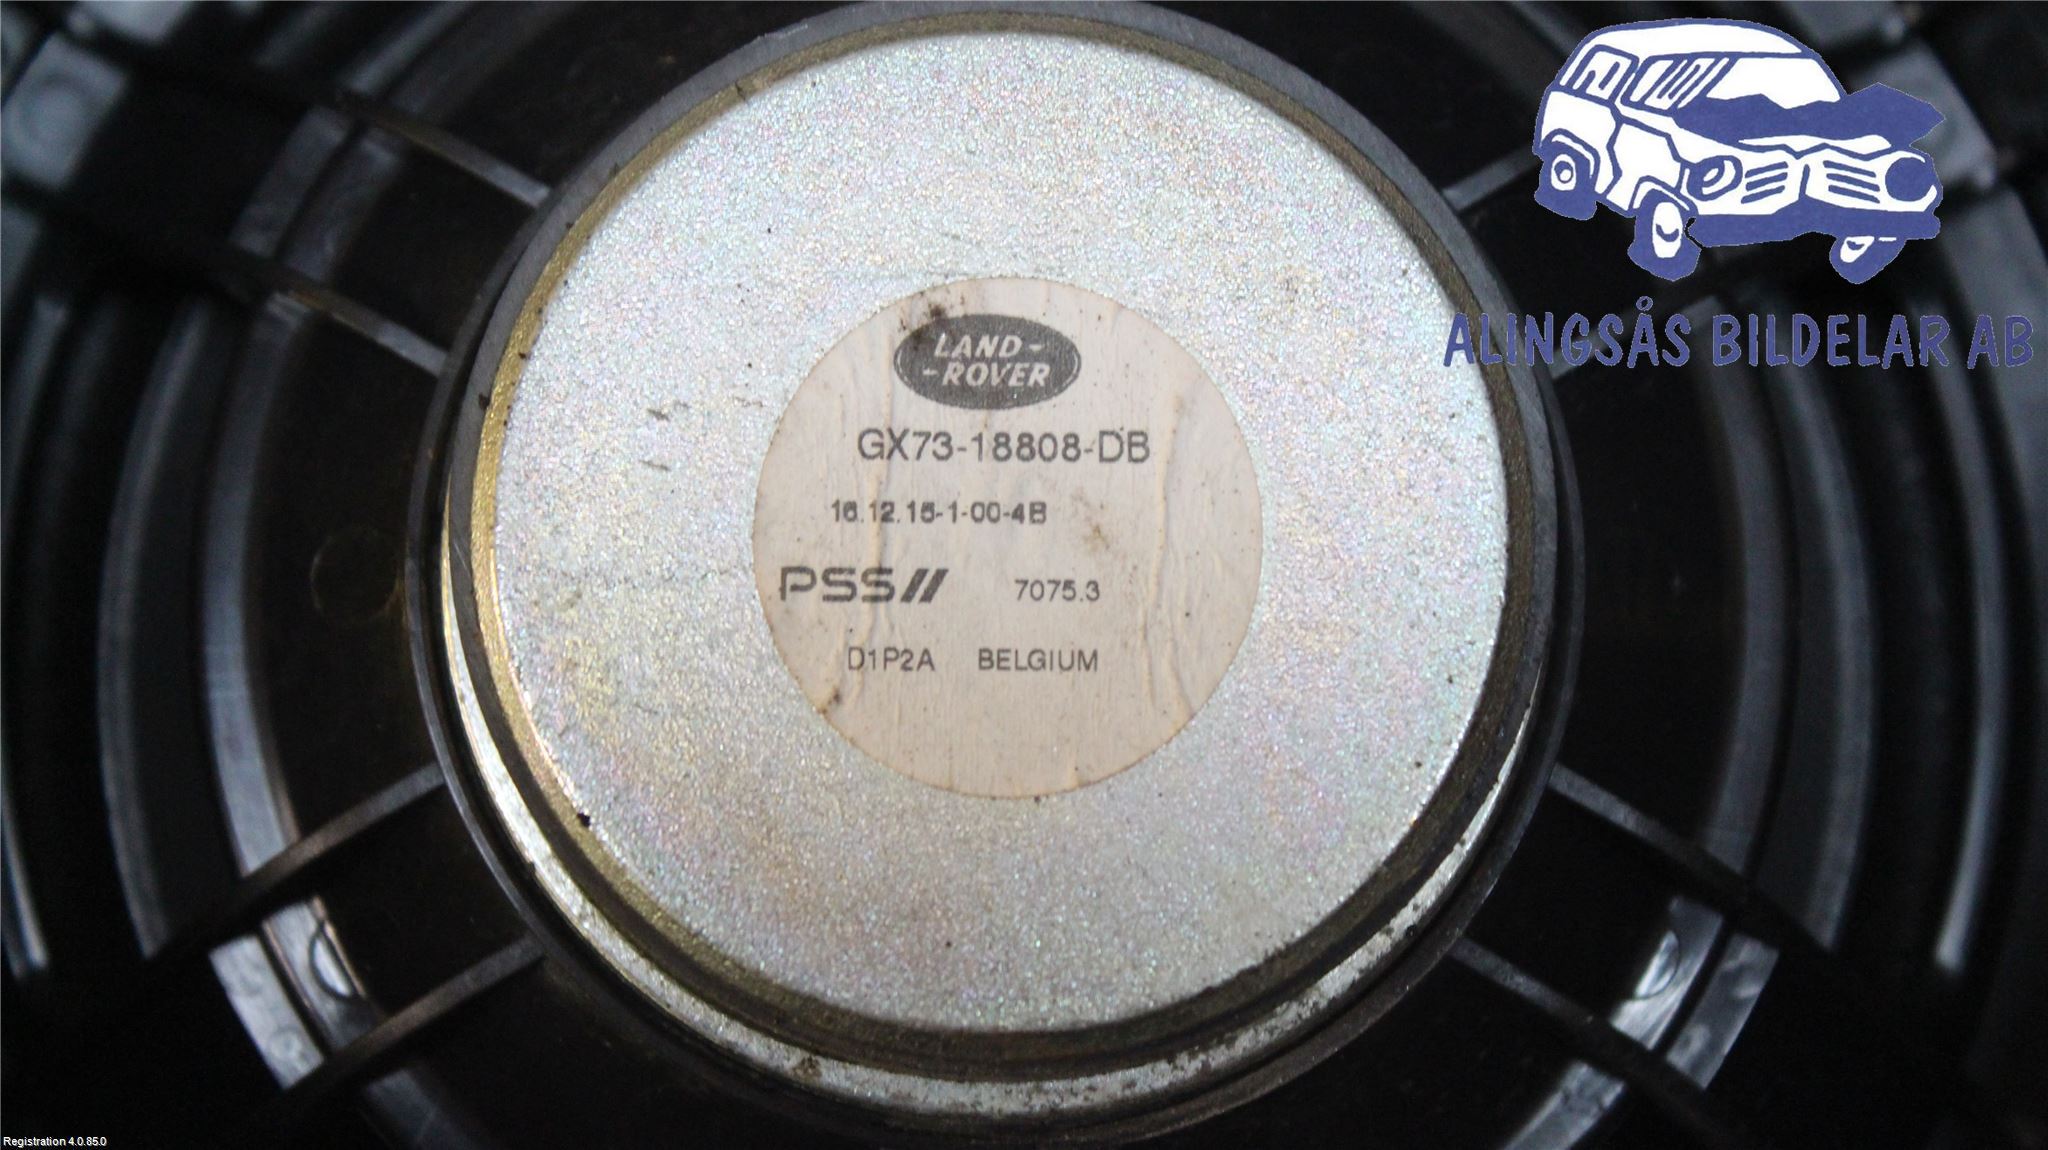 LAND-
-ROVER
GX73-18808-DB
16.12.15-1-00-4B
PSS 7075.3
D1P2A BELGIUM
ALINGSÅS BILDELAR AB
Registration 4.0.85.0